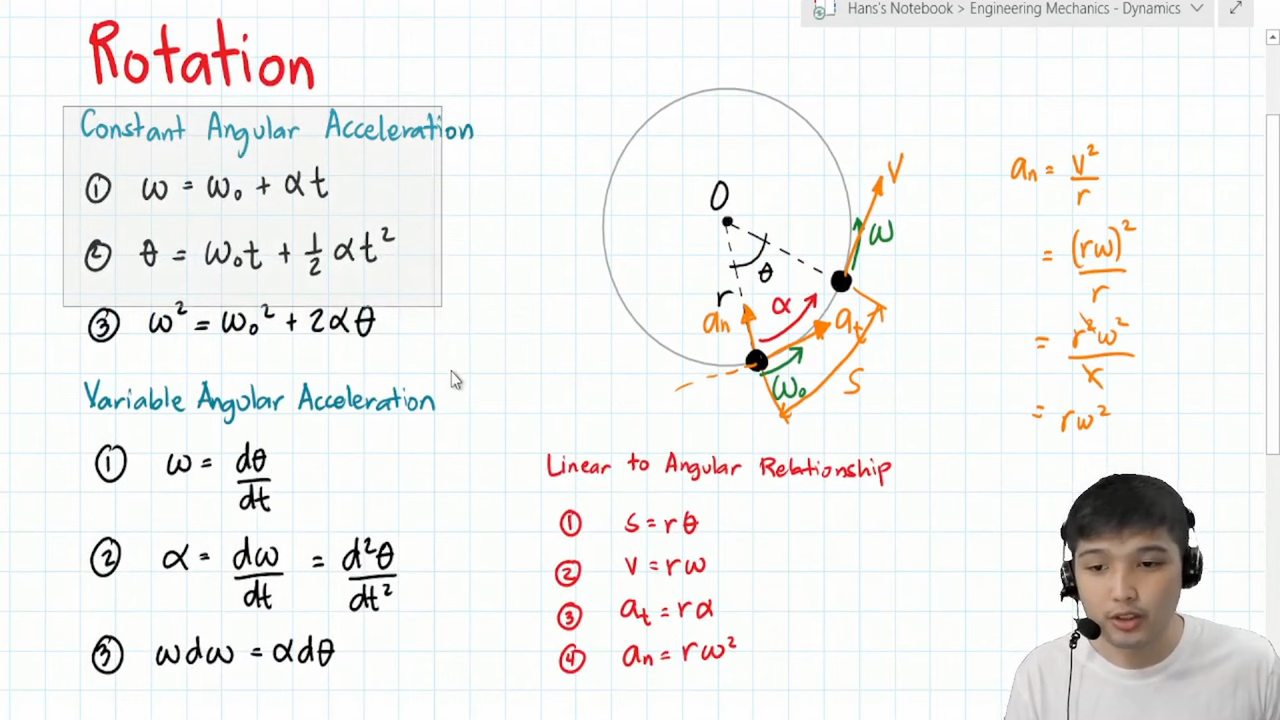 Hans's Notebook > Engineering Mechanics - Dynamics
Rotation
Constant Angular Acceleration
① ω = ω₀ + αt
② θ = ω₀t + ½ αt²
③ ω² = ω₀² + 2αθ
Variable Angular Acceleration
① ω = dθ/dt
② α = dω/dt = d²θ/dt²
③ ωdω = αdθ
O
θ
r
α
aₙ
aₜ
ω₀
ω
V
S
Linear to Angular Relationship
① s = rθ
② v = rω
③ aₜ = rα
④ aₙ = rω²
aₙ = v²/r
= (rω)²/r
= r²ω²/r
= rω²